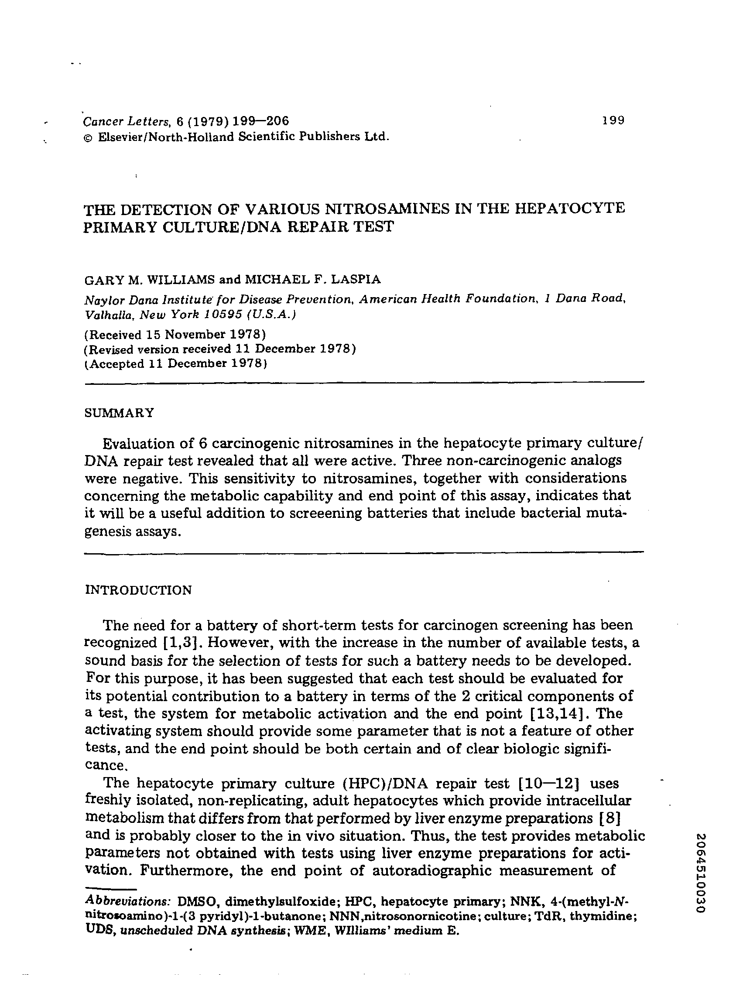 Cancer Letters, 6 (1979) 199—206
199
© Elsevier/North-Holland Scientific Publishers Ltd.
THE DETECTION OF VARIOUS NITROSAMINES IN THE HEPATOCYTE
PRIMARY CULTURE/DNA REPAIR TEST
GARY M. WILLIAMS and MICHAEL F. LASPIA
Naylor Dana Institute for Disease Prevention, American Health Foundation, 1 Dana Road,
Valhalla, New York 10595 (U.S.A.)
(Received 15 November 1978)
(Revised version received 11 December 1978)
(Accepted 11 December 1978)
SUMMARY
Evaluation of 6 carcinogenic nitrosamines in the hepatocyte primary culture/
DNA repair test revealed that all were active. Three non-carcinogenic analogs
were negative. This sensitivity to nitrosamines, together with considerations
concerning the metabolic capability and end point of this assay, indicates that
it will be a useful addition to screeening batteries that include bacterial muta-
genesis assays.
INTRODUCTION
The need for a battery of short-term tests for carcinogen screening has been
recognized [1,3]. However, with the increase in the number of available tests, a
sound basis for the selection of tests for such a battery needs to be developed.
For this purpose, it has been suggested that each test should be evaluated for
its potential contribution to a battery in terms of the 2 critical components of
a test, the system for metabolic activation and the end point [13,14]. The
activating system should provide some parameter that is not a feature of other
tests, and the end point should be both certain and of clear biologic signifi-
cance.
The hepatocyte primary culture (HPC)/DNA repair test [10—12] uses
freshly isolated, non-replicating, adult hepatocytes which provide intracellular
metabolism that differs from that performed by liver enzyme preparations [8]
and is probably closer to the in vivo situation. Thus, the test provides metabolic
parameters not obtained with tests using liver enzyme preparations for acti-
vation. Furthermore, the end point of autoradiographic measurement of
Abbreviations: DMSO, dimethylsulfoxide; HPC, hepatocyte primary; NNK, 4-(methyl-N-
nitrosoamino)-1-(3 pyridyl)-1-butanone; NNN,nitrosonornicotine; culture; TdR, thymidine;
UDS, unscheduled DNA synthesis; WME, WIlliams' medium E.
2064510030